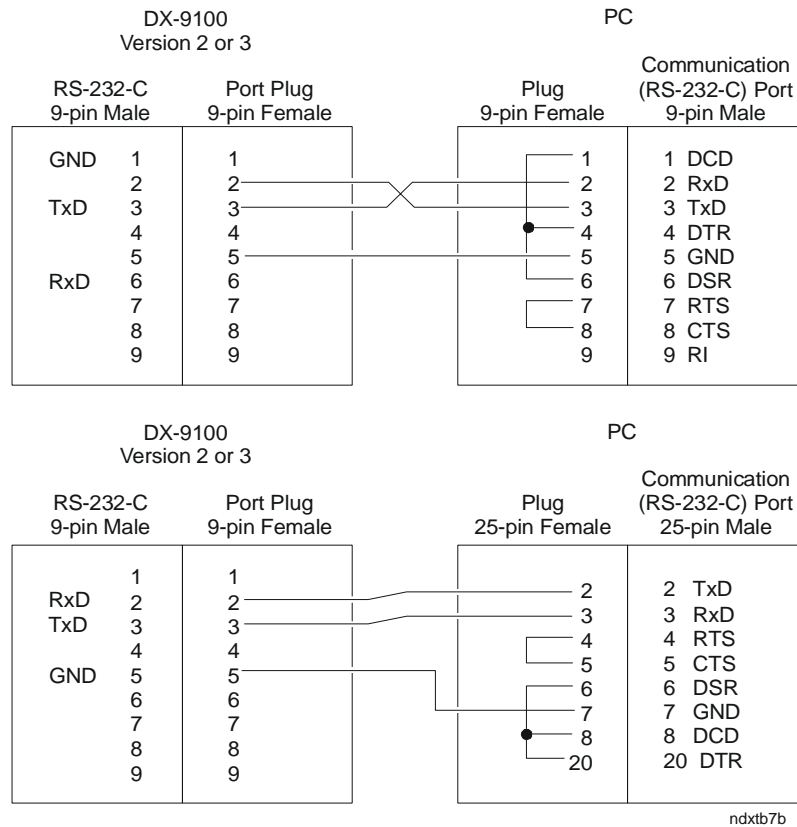 DX-9100
Version 2 or 3
PC
RS-232-C
9-pin Male
Port Plug
9-pin Female
Plug
9-pin Female
Communication
(RS-232-C) Port
9-pin Male
GND 1 1 1 1 DCD
2 2 2 2 RxD
TxD 3 3 3 3 TxD
4 4 4 4 DTR
5 5 5 5 GND
RxD 6 6 6 6 DSR
7 7 7 7 RTS
8 8 8 8 CTS
9 9 9 9 RI
DX-9100
Version 2 or 3
PC
RS-232-C
9-pin Male
Port Plug
9-pin Female
Plug
25-pin Female
Communication
(RS-232-C) Port
25-pin Male
1 1
RxD 2 2 2 2 TxD
TxD 3 3 3 3 RxD
4 4 4 4 RTS
GND 5 5 5 5 CTS
6 6 6 6 DSR
7 7 7 7 GND
8 8 8 8 DCD
9 9 20 20 DTR
ndxtb7b